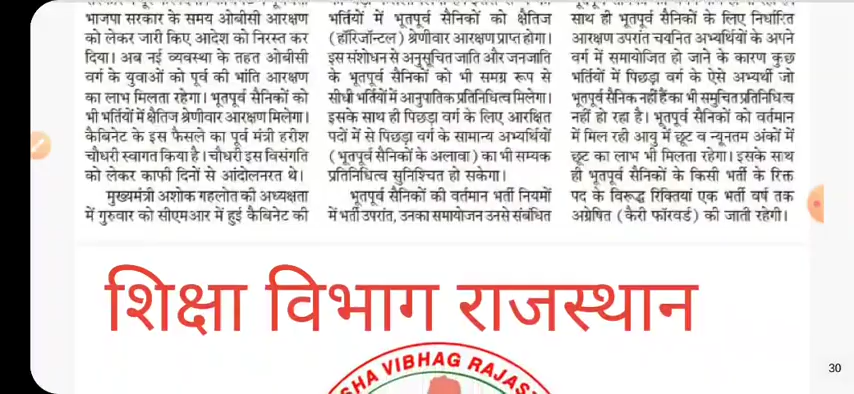 भाजपा सरकार के समय ओबीसी आरक्षण
को लेकर जारी किए आदेश को निरस्त कर
दिया। अब नई व्यवस्था के तहत ओबीसी
वर्ग के युवाओं को पूर्व की भांति आरक्षण
का लाभ मिलता रहेगा। भूतपूर्व सैनिकों को
भी भर्तियों में क्षैतिज श्रेणीवार आरक्षण मिलेगा।
कैबिनेट के इस फैसले का पूर्व मंत्री हरीश
चौधरी स्वागत किया है। चौधरी इस विसंगति
को लेकर काफी दिनों से आंदोलनरत थे।
मुख्यमंत्री अशोक गहलोत की अध्यक्षता
में गुरुवार को सीएमआर में हुई कैबिनेट की
भर्तियों में भूतपूर्व सैनिकों को क्षैतिज
(हॉरिजॉन्टल) श्रेणीवार आरक्षण प्राप्त होगा।
इस संशोधन से अनुसूचित जाति और जनजाति
के भूतपूर्व सैनिकों को भी समग्र रूप से
सीधी भर्तियों में आनुपातिक प्रतिनिधित्व मिलेगा।
इसके साथ ही पिछड़ा वर्ग के लिए आरक्षित
पदों में से पिछड़ा वर्ग के सामान्य अभ्यर्थियों
(भूतपूर्व सैनिकों के अलावा) का भी सम्यक
प्रतिनिधित्व सुनिश्चित हो सकेगा।
भूतपूर्व सैनिकों की वर्तमान भर्ती नियमों
में भर्ती उपरांत, उनका समायोजन उनसे संबंधित
साथ ही भूतपूर्व सैनिकों के लिए निर्धारित
आरक्षण उपरांत चयनित अभ्यर्थियों के अपने
वर्ग में समायोजित हो जाने के कारण कुछ
भर्तियों में पिछड़ा वर्ग के ऐसे अभ्यर्थी जो
भूतपूर्व सैनिक नहीं हैं का भी समुचित प्रतिनिधित्व
नहीं हो रहा है। भूतपूर्व सैनिकों को वर्तमान
में मिल रही आयु में छूट व न्यूनतम अंकों में
छूट का लाभ भी मिलता रहेगा। इसके साथ
ही भूतपूर्व सैनिकों के किसी भर्ती के रिक्त
पद के विरूद्ध रिक्तियां एक भर्ती वर्ष तक
अग्रेषित (कैरी फॉरवर्ड) की जाती रहेगी।
शिक्षा विभाग राजस्थान
SHA VIBHAG RAJAS
30